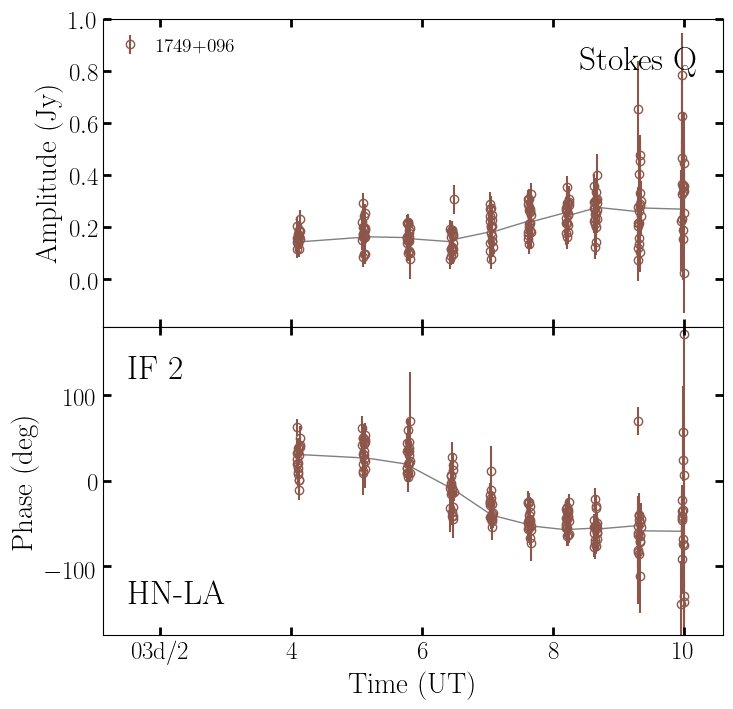 1749+096
Stokes Q
1.0
0.8
0.6
0.4
0.2
0.0
Amplitude (Jy)
IF 2
100
0
−100
Phase (deg)
HN-LA
03d/2 4 6 8 10
Time (UT)